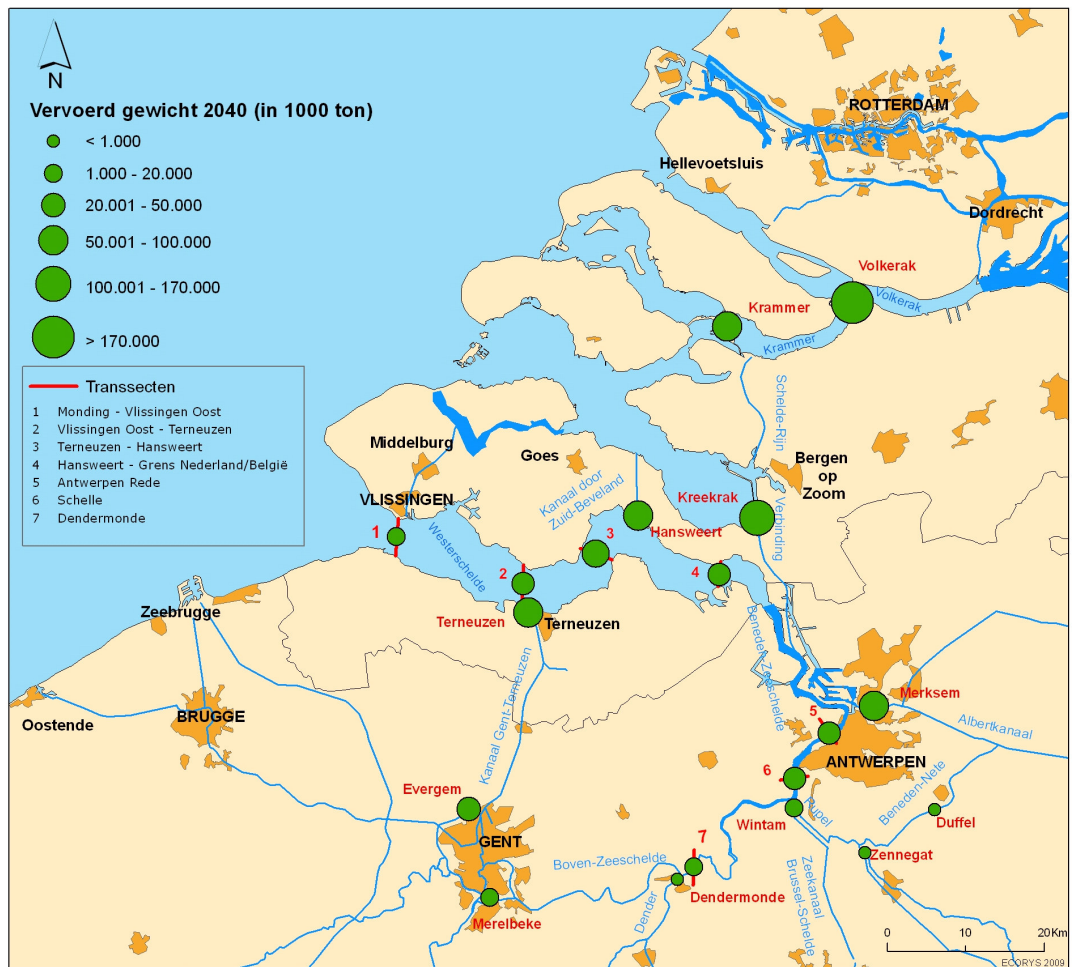 N
Vervoerd gewicht 2040 (in 1000 ton)
< 1.000
1.000 - 20.000
20.001 - 50.000
50.001 - 100.000
100.001 - 170.000
> 170.000
Transsecten
1 Monding - Vlissingen Oost
2 Vlissingen Oost - Terneuzen
3 Terneuzen - Hansweert
4 Hansweert - Grens Nederland/België
5 Antwerpen Rede
6 Schelle
7 Dendermonde
ROTTERDAM
Hellevoetsluis
Dordrecht
Volkerak
Volkerak
Krammer
Krammer
Schelde-Rijn
Verbinding
Middelburg
Goes
Bergen
op
Zoom
VLISSINGEN
Kanaal door
Zuid-Beveland
Kreekrak
Hansweert
1
Westerschelde
2
3
4
Zeebrugge
Terneuzen
Terneuzen
Beneden-Zeeschelde
Oostende
BRUGGE
Kanaal Gent-Terneuzen
Merksem
Albertkanaal
5
ANTWERPEN
6
Evergem
Wintam
Rupel
Beneden-Nete
Duffel
GENT
7
Zennegat
Boven-Zeeschelde
Dendermonde
Dender
Zeekanaal
Brussel-Schelde
Merelbeke
0 10 20 Km
ECORYS 2009